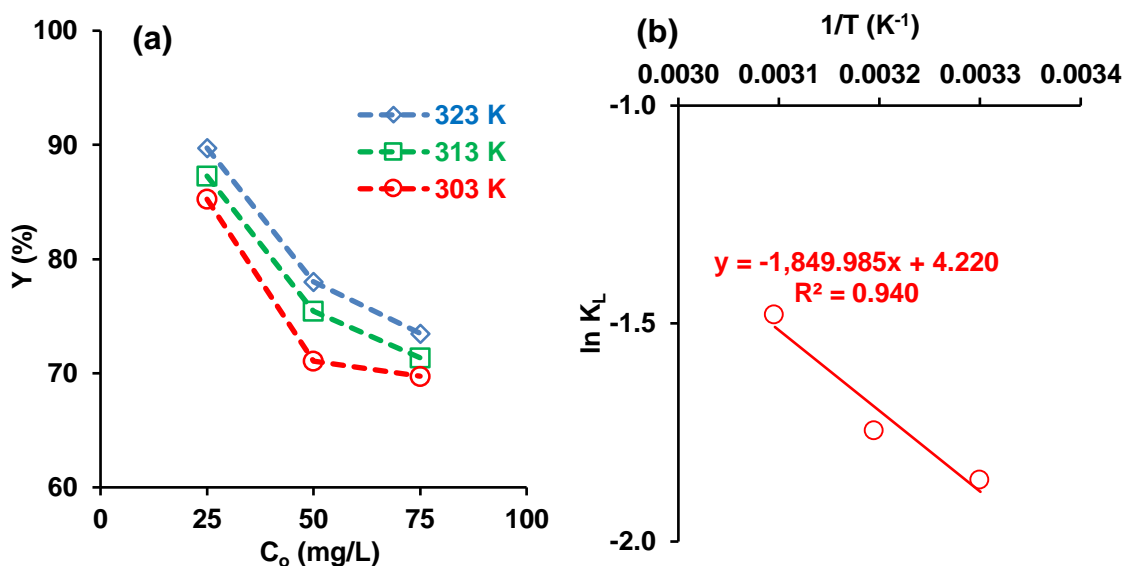 (a)
100
90
80
70
60
Y (%)
0 25 50 75 100
Cₒ (mg/L)
323 K
313 K
303 K
(b)
1/T (K⁻¹)
0.0030 0.0031 0.0032 0.0033 0.0034
-1.0
-1.5
-2.0
ln K_L
y = -1,849.985x + 4.220
R² = 0.940